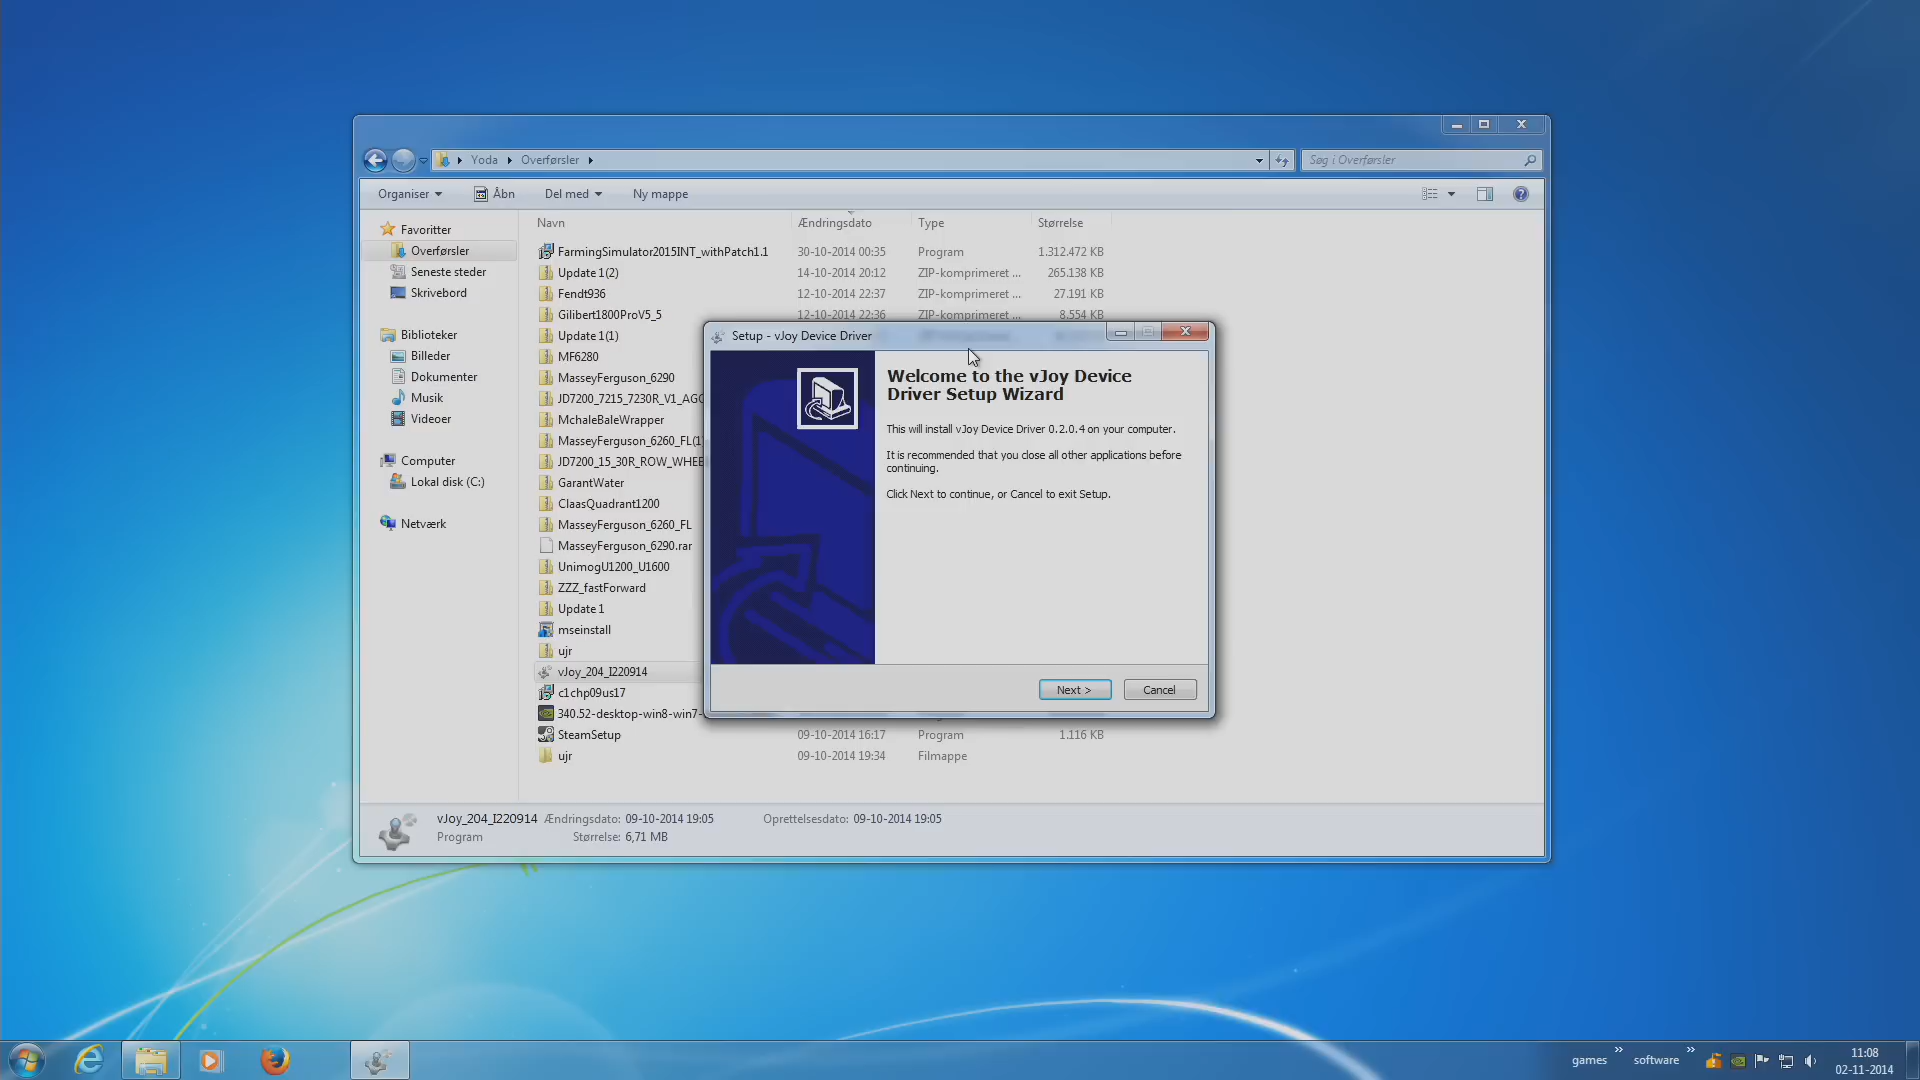 Yoda Overførsler
Søg i Overførsler
Organiser Åbn Del med Ny mappe
Navn Ændringsdato Type Størrelse
Favoritter
Overførsler
Seneste steder
Skrivebord
Biblioteker
Billeder
Dokumenter
Musik
Videoer
Computer
Lokal disk (C:)
Netværk
FarmingSimulator2015INT_withPatch1.1 30-10-2014 00:35 Program 1.312.472 KB
Update 1(2) 14-10-2014 20:12 ZIP-komprimeret ... 265.138 KB
Fendt936 12-10-2014 22:37 ZIP-komprimeret ... 27.191 KB
Gilibert1800ProV5_5 12-10-2014 22:36 ZIP-komprimeret ... 8.554 KB
Update 1(1)
MF6280
MasseyFerguson_6290
JD7200_7215_7230R_V1_AGC
MchaleBaleWrapper
MasseyFerguson_6260_FL(1
JD7200_15_30R_ROW_WHEE
GarantWater
ClaasQuadrant1200
MasseyFerguson_6260_FL
MasseyFerguson_6290.rar
UnimogU1200_U1600
ZZZ_fastForward
Update 1
mseinstall
ujr
vJoy_204_I220914
c1chp09us17
340.52-desktop-win8-win7-
SteamSetup 09-10-2014 16:17 Program 1.116 KB
ujr 09-10-2014 19:34 Filmappe
Setup - vJoy Device Driver
Welcome to the vJoy Device
Driver Setup Wizard
This will install vJoy Device Driver 0.2.0.4 on your computer.
It is recommended that you close all other applications before
continuing.
Click Next to continue, or Cancel to exit Setup.
Next > Cancel
vJoy_204_I220914 Ændringsdato: 09-10-2014 19:05 Oprettelsesdato: 09-10-2014 19:05
Program Størrelse: 6,71 MB
games » software » 11:08
02-11-2014